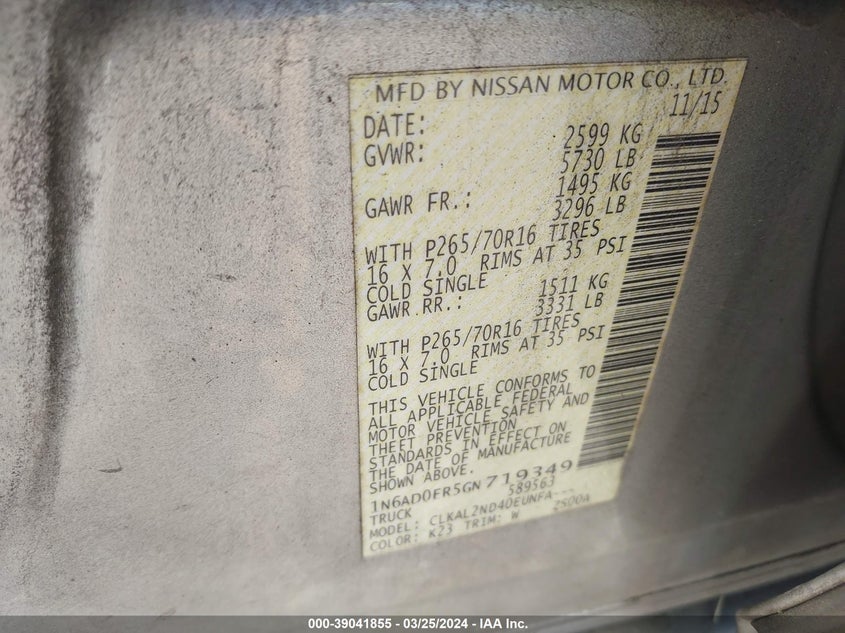 MFD BY NISSAN MOTOR CO., LTD.
DATE: 11/15
GVWR: 2599 KG
5730 LB
GAWR FR.: 1495 KG
3296 LB
WITH P265/70R16 TIRES
16 X 7.0 RIMS AT 35 PSI
COLD SINGLE
GAWR RR.: 1511 KG
3331 LB
WITH P265/70R16 TIRES
16 X 7.0 RIMS AT 35 PSI
COLD SINGLE
THIS VEHICLE CONFORMS TO
ALL APPLICABLE FEDERAL
MOTOR VEHICLE SAFETY AND
THEFT PREVENTION
STANDARDS IN EFFECT ON
THE DATE OF MANUFACTURE
SHOWN ABOVE.
1N6AD0ER5GN719349
TRUCK 589563
MODEL: CLKAL2ND40EUNFA---
COLOR: K23 TRIM: W 2S00A
000-39041855 - 03/25/2024 - IAA Inc.